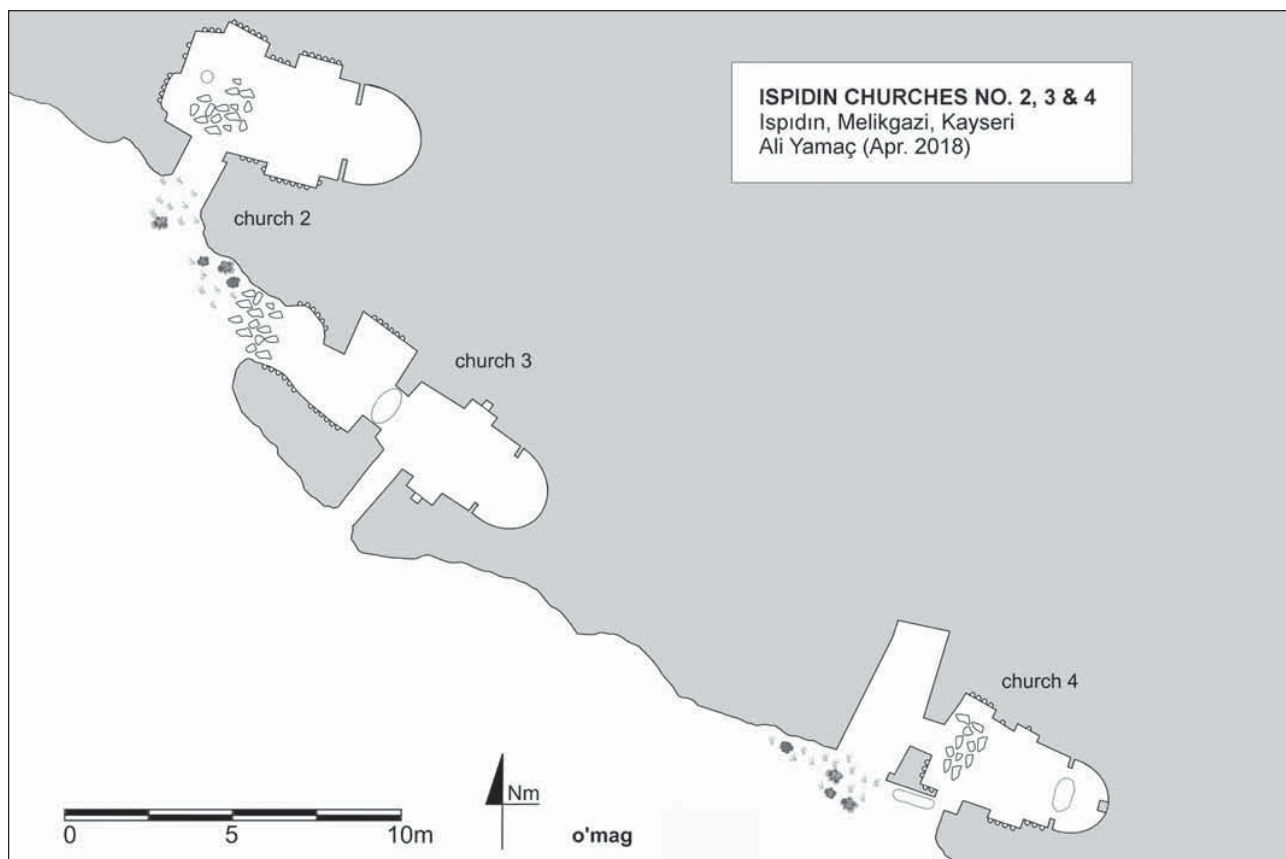 ISPIDIN CHURCHES NO. 2, 3 & 4
Ispıdın, Melikgazi, Kayseri
Ali Yamaç (Apr. 2018)
church 2
church 3
church 4
Nm
0 5 10m
o'mag